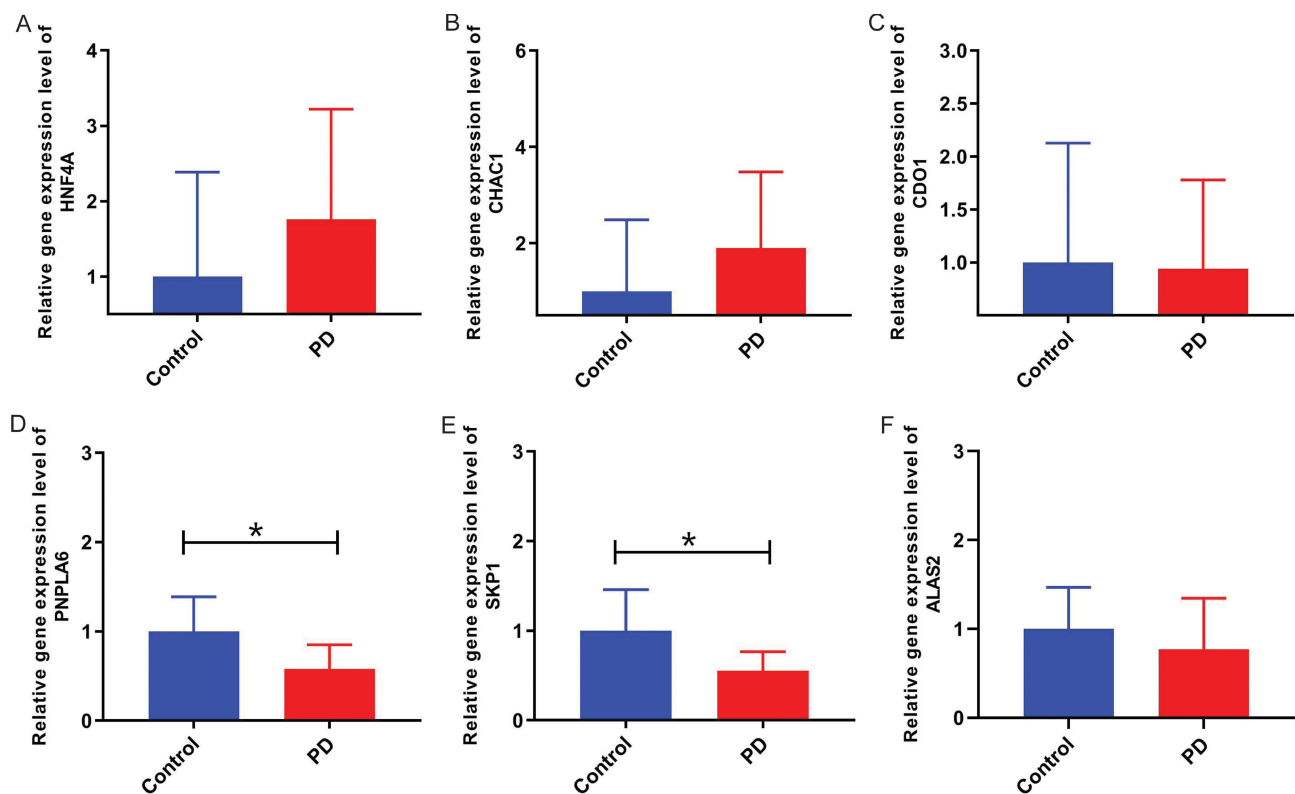 A
Relative gene expression level of
HNF4A
4
3
2
1
Control
PD
B
Relative gene expression level of
CHAC1
6
4
2
Control
PD
C
Relative gene expression level of
CDO1
3.0
2.5
2.0
1.5
1.0
Control
PD
D
Relative gene expression level of
PNPLA6
3
2
1
0
*
Control
PD
E
Relative gene expression level of
SKP1
3
2
1
0
*
Control
PD
F
Relative gene expression level of
ALAS2
3
2
1
0
Control
PD